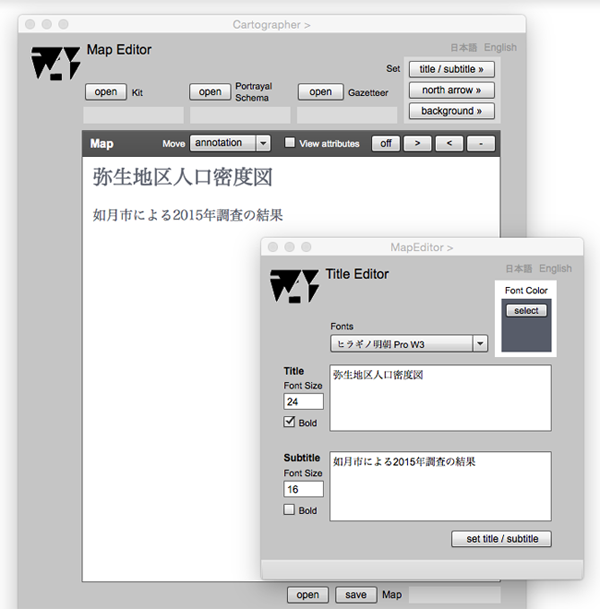 Cartographer >
Map Editor
日本語 English
Set
title / subtitle »
open Kit
open Portrayal Schema
open Gazetteer
north arrow »
background »
Map
Move annotation
View attributes
off > < -
弥生地区人口密度図
如月市による2015年調査の結果
MapEditor >
日本語 English
Title Editor
Font Color
select
Fonts
ヒラギノ明朝 Pro W3
Title
Font Size
24
Bold
弥生地区人口密度図
Subtitle
Font Size
16
Bold
如月市による2015年調査の結果
set title / subtitle
open save Map